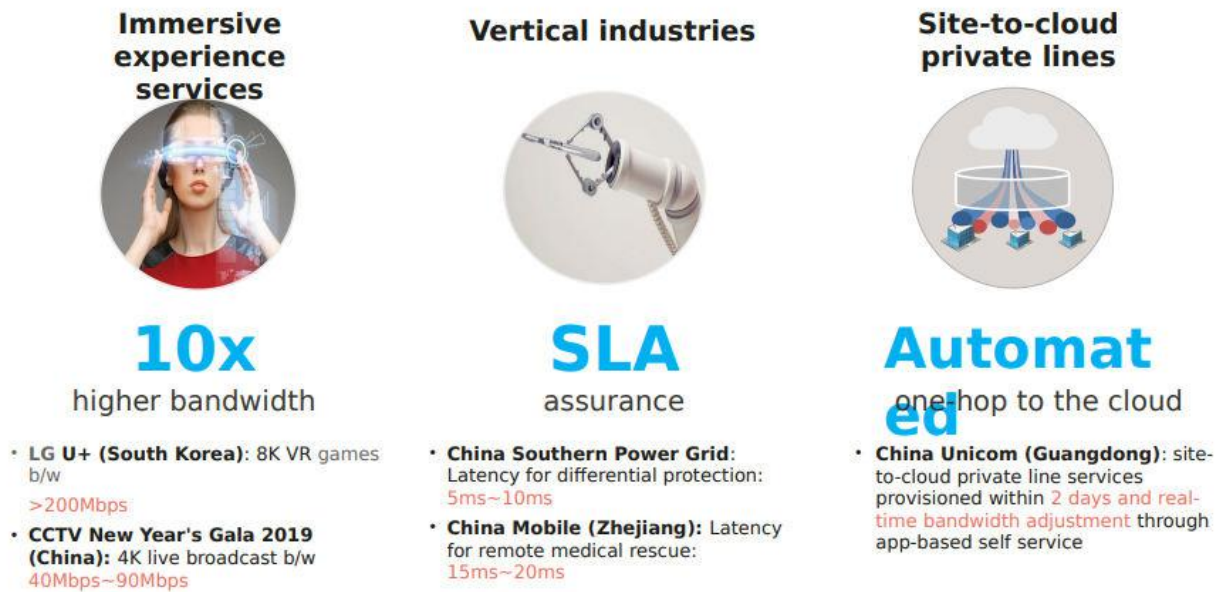 Immersive
experience
services
10x
higher bandwidth
• LG U+ (South Korea): 8K VR games
b/w
>200Mbps
• CCTV New Year's Gala 2019
(China): 4K live broadcast b/w
40Mbps~90Mbps
Vertical industries
SLA
assurance
• China Southern Power Grid:
Latency for differential protection:
5ms~10ms
• China Mobile (Zhejiang): Latency
for remote medical rescue:
15ms~20ms
Site-to-cloud
private lines
Automat
ed
one-hop to the cloud
• China Unicom (Guangdong): site-
to-cloud private line services
provisioned within 2 days and real-
time bandwidth adjustment through
app-based self service